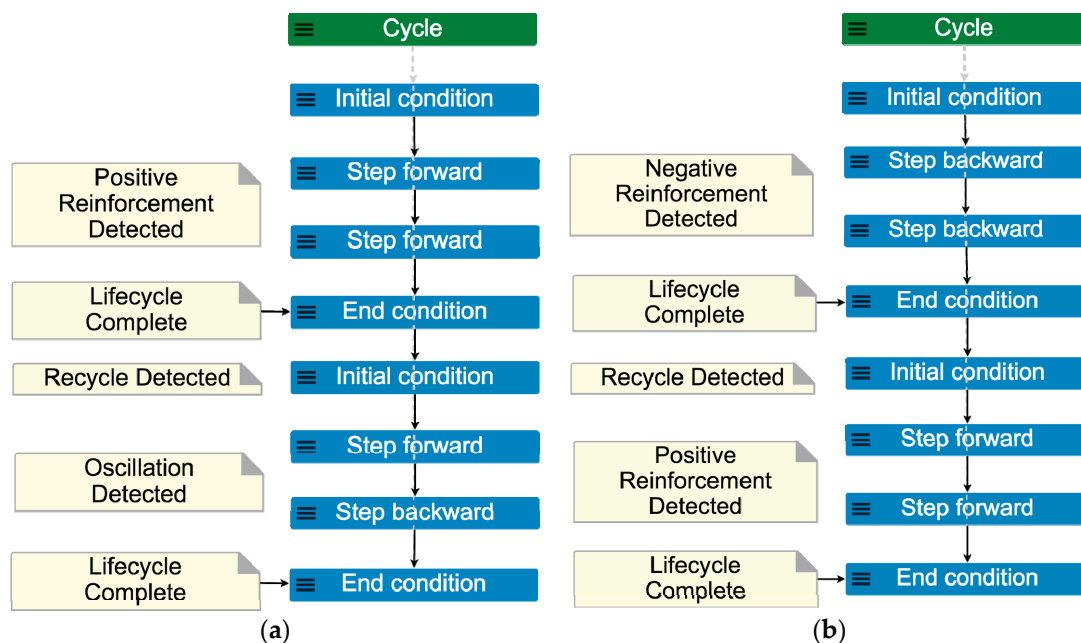 Cycle
Initial condition
Step forward
Positive
Reinforcement
Detected
Step forward
Lifecycle
Complete
End condition
Recycle Detected
Initial condition
Step forward
Oscillation
Detected
Step backward
Lifecycle
Complete
End condition
(a)
Cycle
Initial condition
Step backward
Negative
Reinforcement
Detected
Step backward
Lifecycle
Complete
End condition
Recycle Detected
Initial condition
Step forward
Positive
Reinforcement
Detected
Step forward
Lifecycle
Complete
End condition
(b)